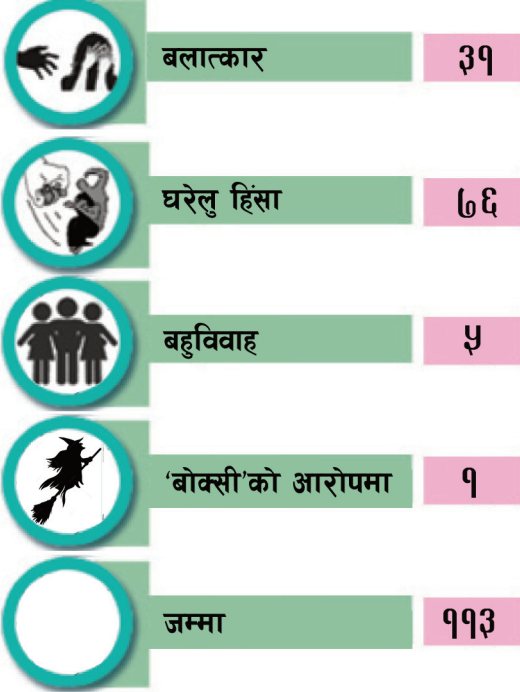 बलात्कार ३१
घरेलु हिंसा ७६
बहुविवाह ५
‘बोक्सी’को आरोपमा १
जम्मा ११३